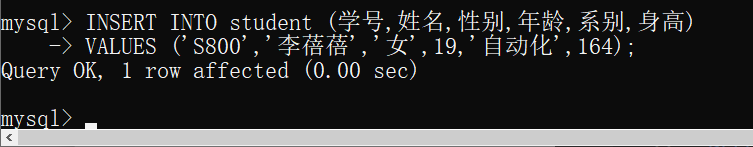 mysql> INSERT INTO student (学号,姓名,性别,年龄,系别,身高)
-> VALUES ('S800','李蓓蓓','女',19,'自动化',164);
Query OK, 1 row affected (0.00 sec)
mysql>